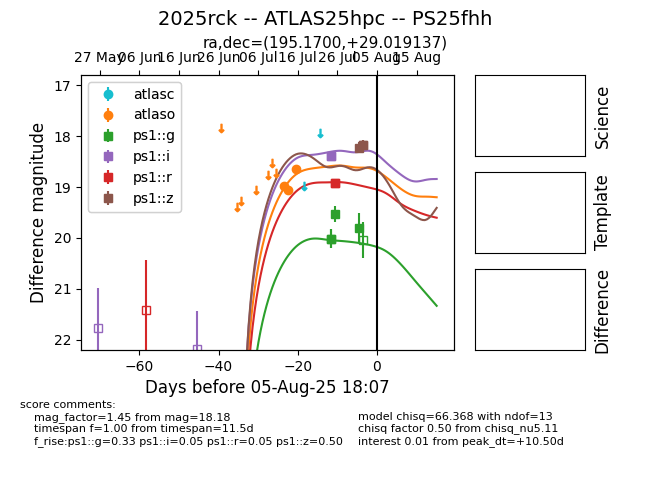 2025rck -- ATLAS25hpc -- PS25fhh
ra,dec=(195.1700,+29.019137)
27 May 06 Jun 16 Jun 26 Jun 06 Jul 16 Jul 26 Jul 05 Aug 15 Aug
17
18
19
20
21
22
Difference magnitude
atlasc
atlaso
ps1::g
ps1::i
ps1::r
ps1::z
−60 −40 −20 0
Days before 05-Aug-25 18:07
Science
Template
Difference
score comments:
mag_factor=1.45 from mag=18.18
timespan f=1.00 from timespan=11.5d
f_rise:ps1::g=0.33 ps1::i=0.05 ps1::r=0.05 ps1::z=0.50
model chisq=66.368 with ndof=13
chisq factor 0.50 from chisq_nu5.11
interest 0.01 from peak_dt=+10.50d